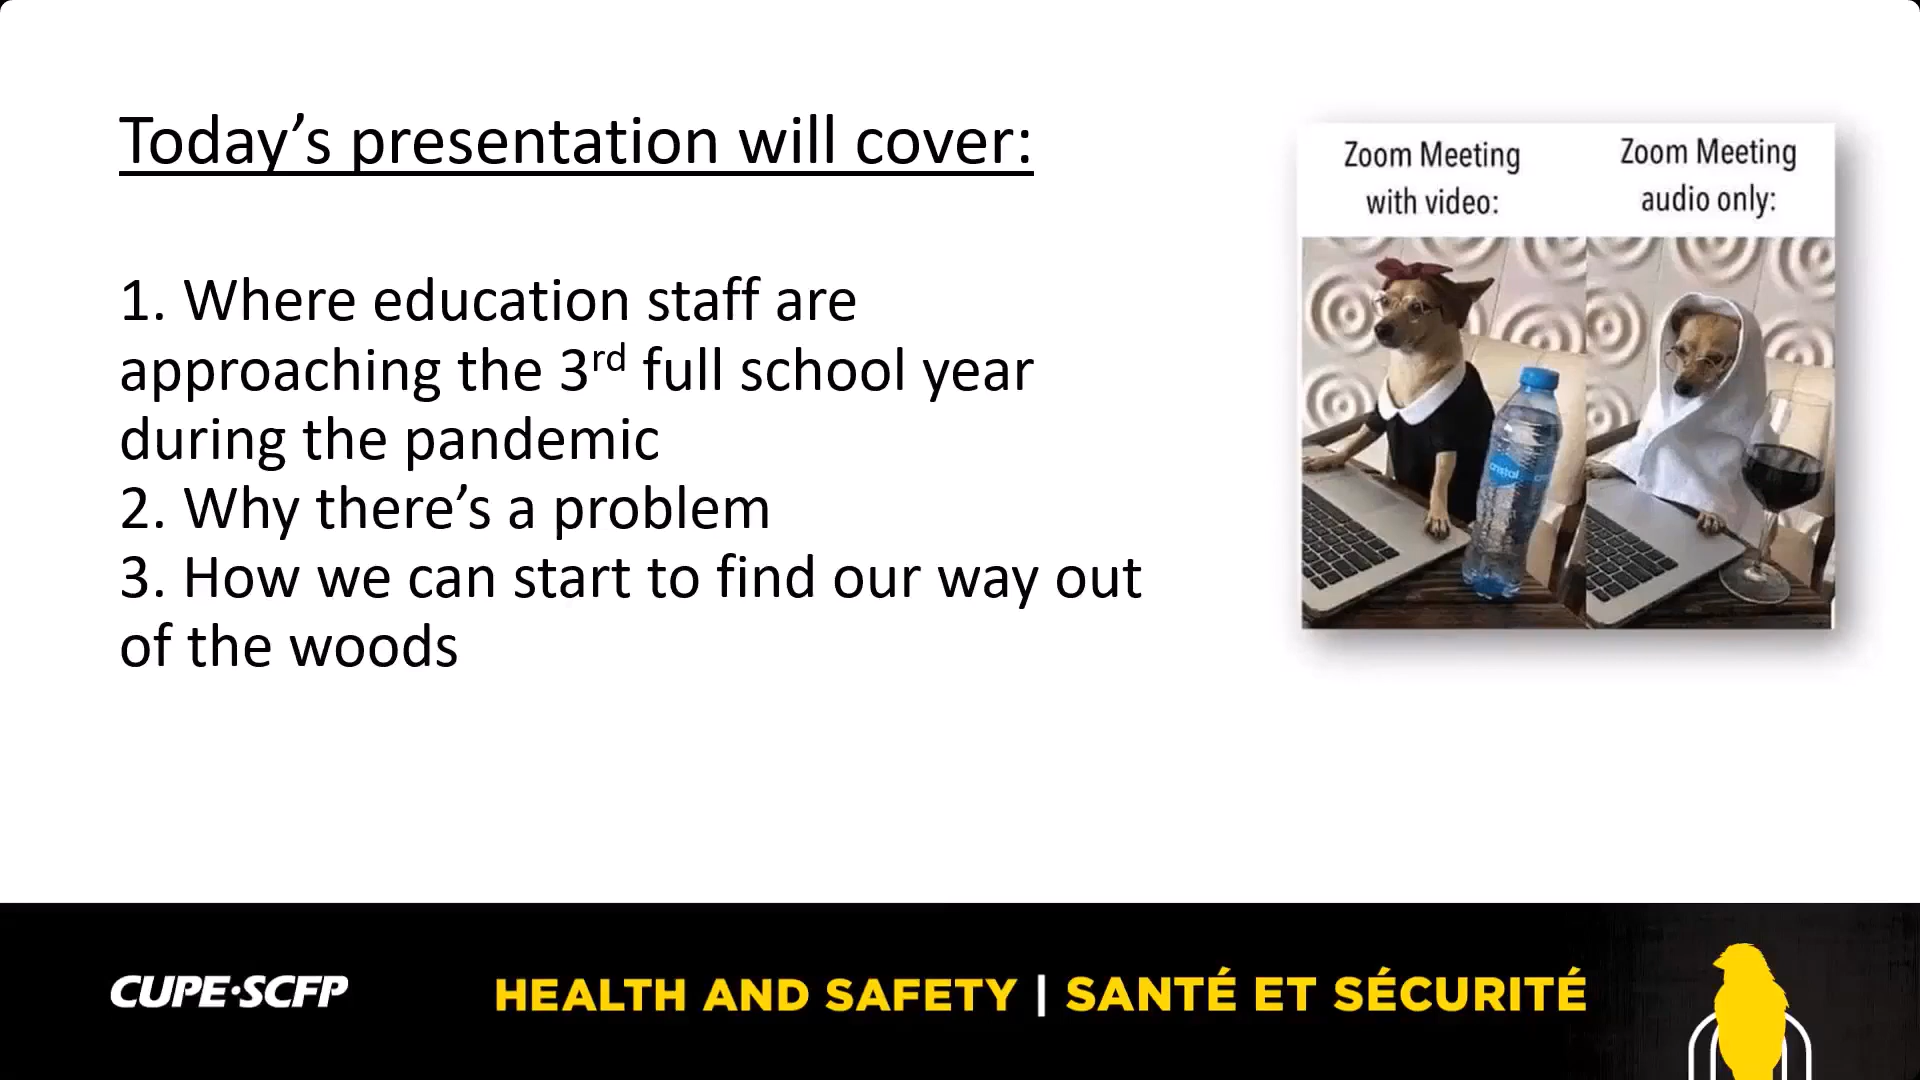 Today’s presentation will cover:
1. Where education staff are
approaching the 3rd full school year
during the pandemic
2. Why there’s a problem
3. How we can start to find our way out
of the woods
Zoom Meeting
with video:
Zoom Meeting
audio only:
cristal
CUPE·SCFP
HEALTH AND SAFETY | SANTÉ ET SÉCURITÉ